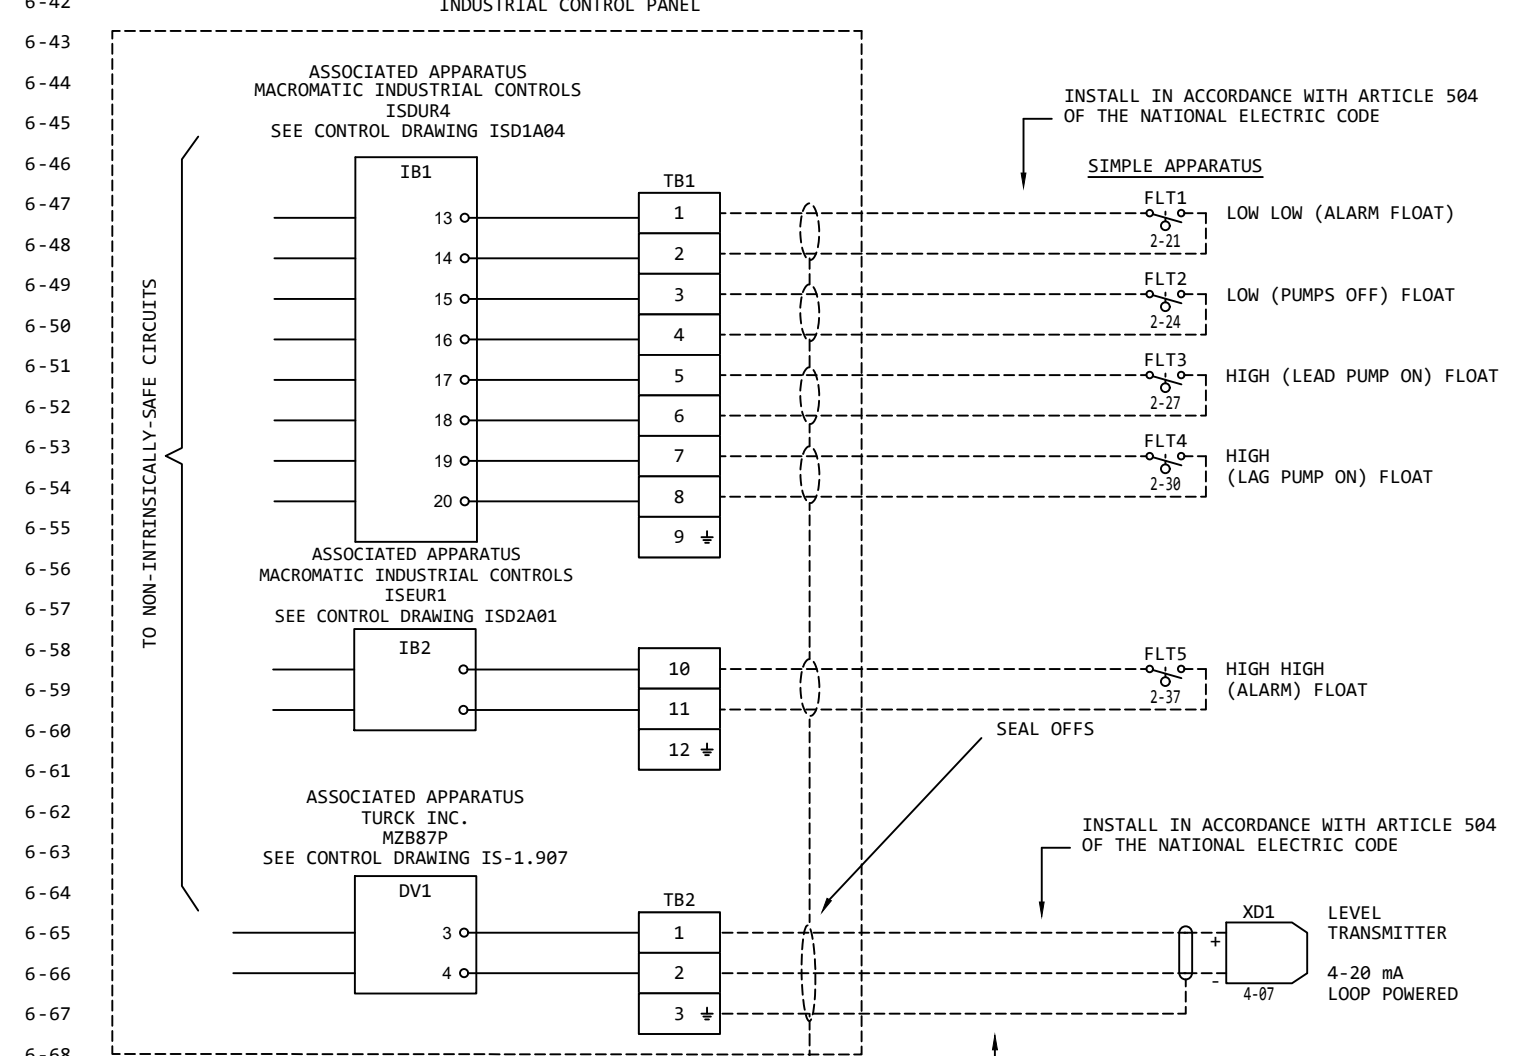 6-42
INDUSTRIAL CONTROL PANEL
6-43
6-44
6-45
6-46
6-47
6-48
6-49
6-50
6-51
6-52
6-53
6-54
6-55
6-56
6-57
6-58
6-59
6-60
6-61
6-62
6-63
6-64
6-65
6-66
6-67
6-68
TO NON-INTRINSICALLY-SAFE CIRCUITS
ASSOCIATED APPARATUS
MACROMATIC INDUSTRIAL CONTROLS
ISDUR4
SEE CONTROL DRAWING ISD1A04
IB1
13
14
15
16
17
18
19
20
TB1
1
2
3
4
5
6
7
8
9
INSTALL IN ACCORDANCE WITH ARTICLE 504
OF THE NATIONAL ELECTRIC CODE
SIMPLE APPARATUS
FLT1
2-21
LOW LOW (ALARM FLOAT)
FLT2
2-24
LOW (PUMPS OFF) FLOAT
FLT3
2-27
HIGH (LEAD PUMP ON) FLOAT
FLT4
2-30
HIGH
(LAG PUMP ON) FLOAT
ASSOCIATED APPARATUS
MACROMATIC INDUSTRIAL CONTROLS
ISEUR1
SEE CONTROL DRAWING ISD2A01
IB2
10
11
12
FLT5
2-37
HIGH HIGH
(ALARM) FLOAT
SEAL OFFS
ASSOCIATED APPARATUS
TURCK INC.
MZB87P
SEE CONTROL DRAWING IS-1.907
DV1
3
4
TB2
1
2
3
INSTALL IN ACCORDANCE WITH ARTICLE 504
OF THE NATIONAL ELECTRIC CODE
XD1
+
-
4-07
LEVEL
TRANSMITTER
4-20 mA
LOOP POWERED